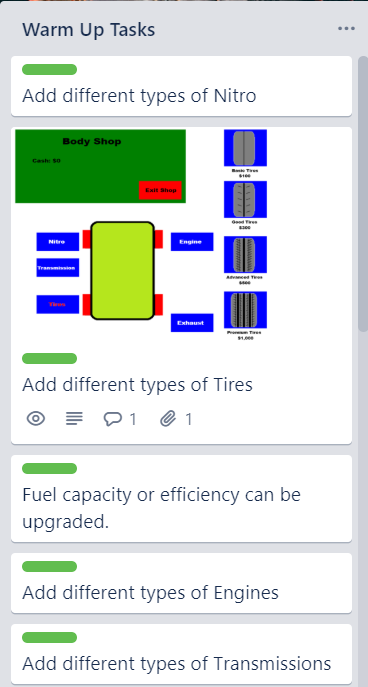 Warm Up Tasks
Add different types of Nitro
Body Shop
Cash: $0
Exit Shop
Basic Tires
$100
Good Tires
$300
Nitro
Engine
Transmission
Advanced Tires
$500
Tires
Exhaust
Premium Tires
$1,000
Add different types of Tires
1
1
Fuel capacity or efficiency can be
upgraded.
Add different types of Engines
Add different types of Transmissions